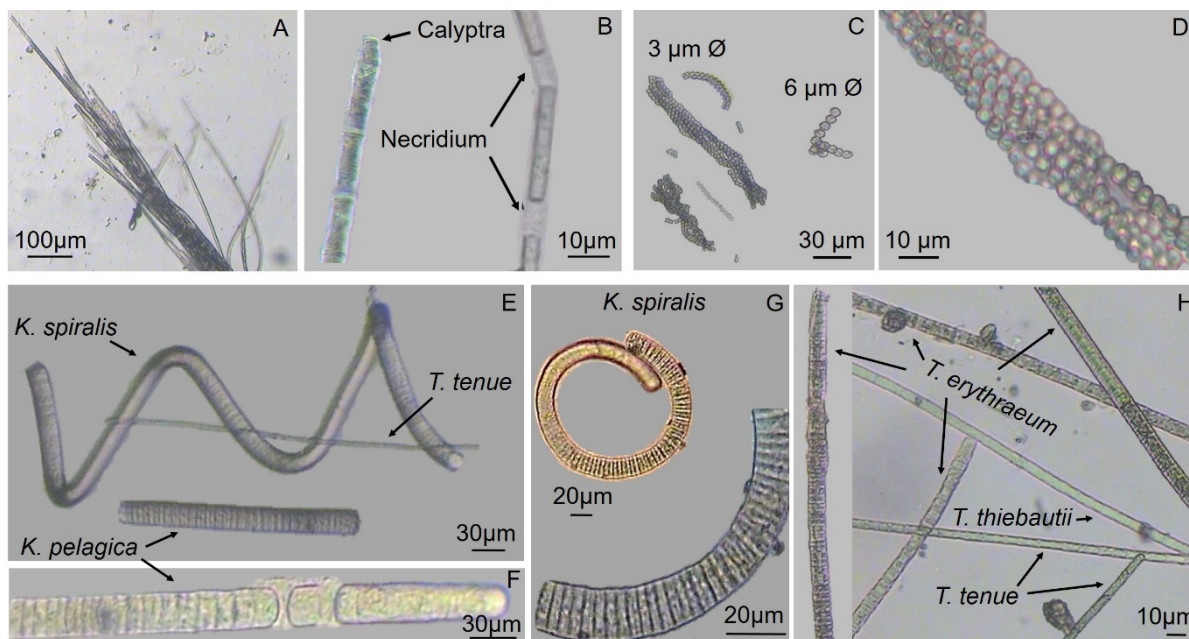 A
100µm
B
Calyptra
Necridium
10µm
C
3 µm Ø
6 µm Ø
30 µm
D
10 µm
E
K. spiralis
T. tenue
K. pelagica
30µm
F
30µm
G
K. spiralis
20µm
20µm
H
T. erythraeum
T. thiebautii
T. tenue
10µm